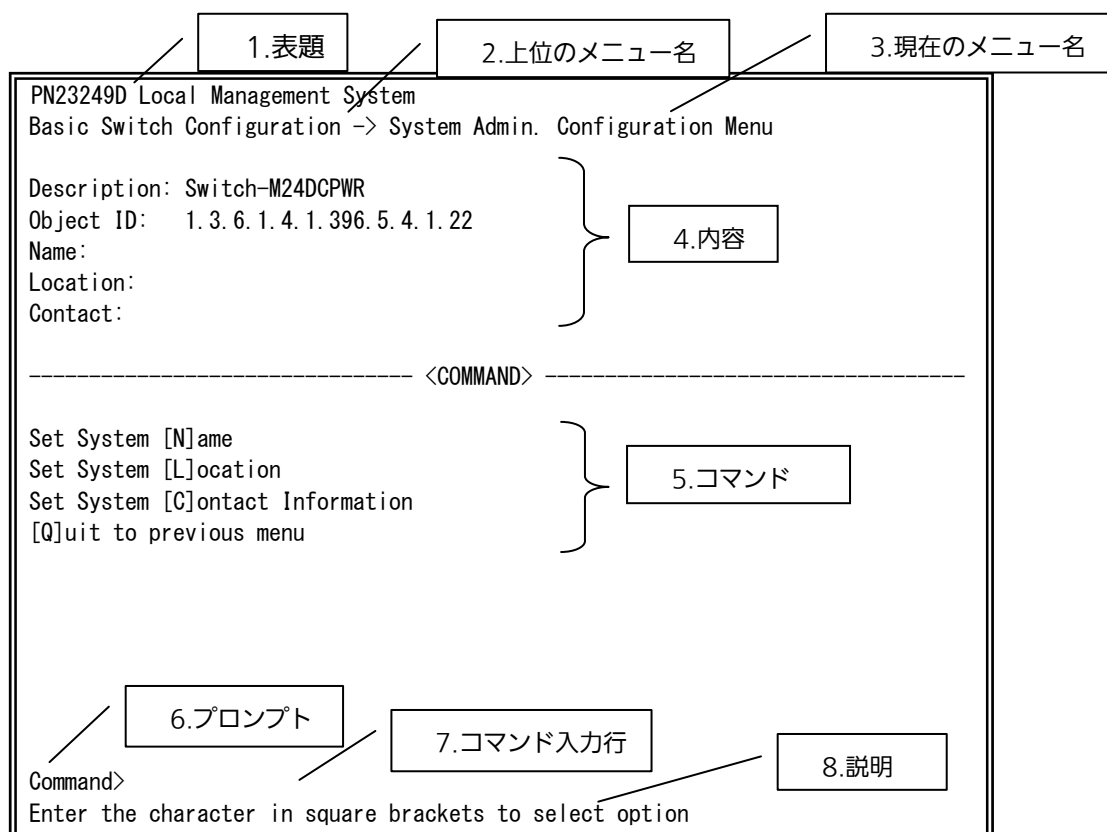 1.表題
2.上位のメニュー名
3.現在のメニュー名
PN23249D Local Management System
Basic Switch Configuration -> System Admin. Configuration Menu
Description: Switch-M24DCPWR
Object ID: 1.3.6.1.4.1.396.5.4.1.22
Name:
Location:
Contact:
4.内容
-------------------------------- <COMMAND> -----------------------------------
Set System [N]ame
Set System [L]ocation
Set System [C]ontact Information
[Q]uit to previous menu
5.コマンド
6.プロンプト
7.コマンド入力行
8.説明
Command>
Enter the character in square brackets to select option